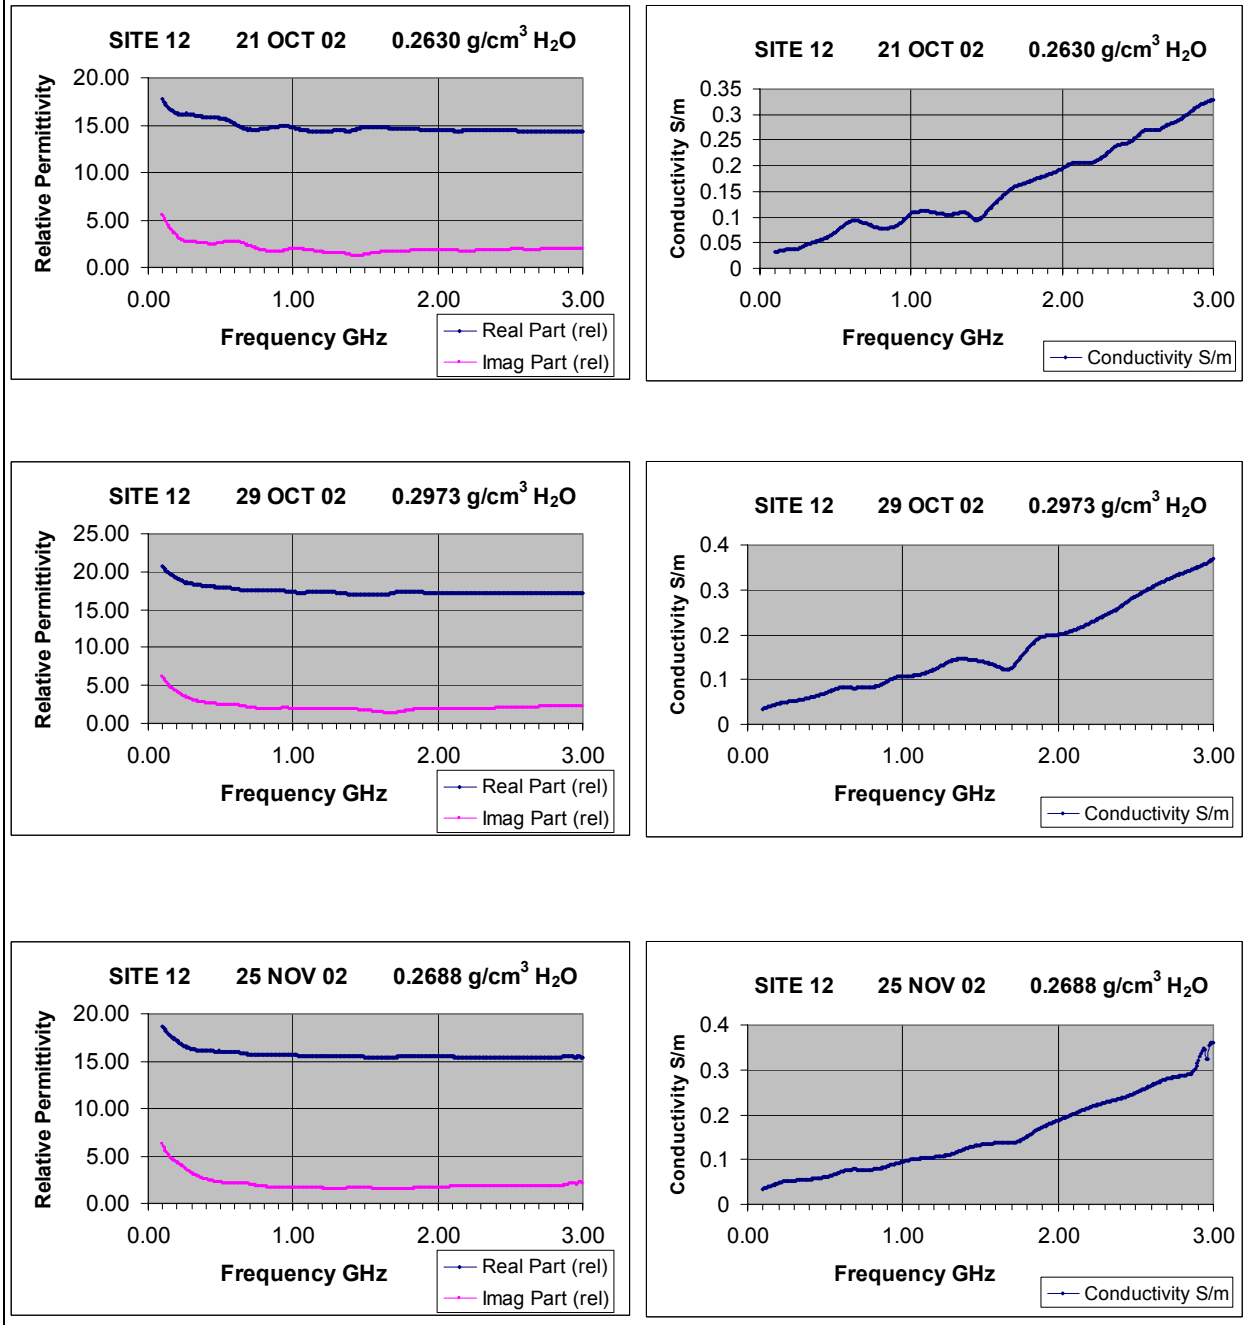 SITE 12 21 OCT 02 0.2630 g/cm³ H₂O
Relative Permittivity
20.00
15.00
10.00
5.00
0.00
0.00 1.00 2.00 3.00
Frequency GHz
Real Part (rel)
Imag Part (rel)
SITE 12 21 OCT 02 0.2630 g/cm³ H₂O
Conductivity S/m
0.35
0.3
0.25
0.2
0.15
0.1
0.05
0
0.00 1.00 2.00 3.00
Frequency GHz
Conductivity S/m
SITE 12 29 OCT 02 0.2973 g/cm³ H₂O
Relative Permittivity
25.00
20.00
15.00
10.00
5.00
0.00
0.00 1.00 2.00 3.00
Frequency GHz
Real Part (rel)
Imag Part (rel)
SITE 12 29 OCT 02 0.2973 g/cm³ H₂O
Conductivity S/m
0.4
0.3
0.2
0.1
0
0.00 1.00 2.00 3.00
Frequency GHz
Conductivity S/m
SITE 12 25 NOV 02 0.2688 g/cm³ H₂O
Relative Permittivity
20.00
15.00
10.00
5.00
0.00
0.00 1.00 2.00 3.00
Frequency GHz
Real Part (rel)
Imag Part (rel)
SITE 12 25 NOV 02 0.2688 g/cm³ H₂O
Conductivity S/m
0.4
0.3
0.2
0.1
0
0.00 1.00 2.00 3.00
Frequency GHz
Conductivity S/m